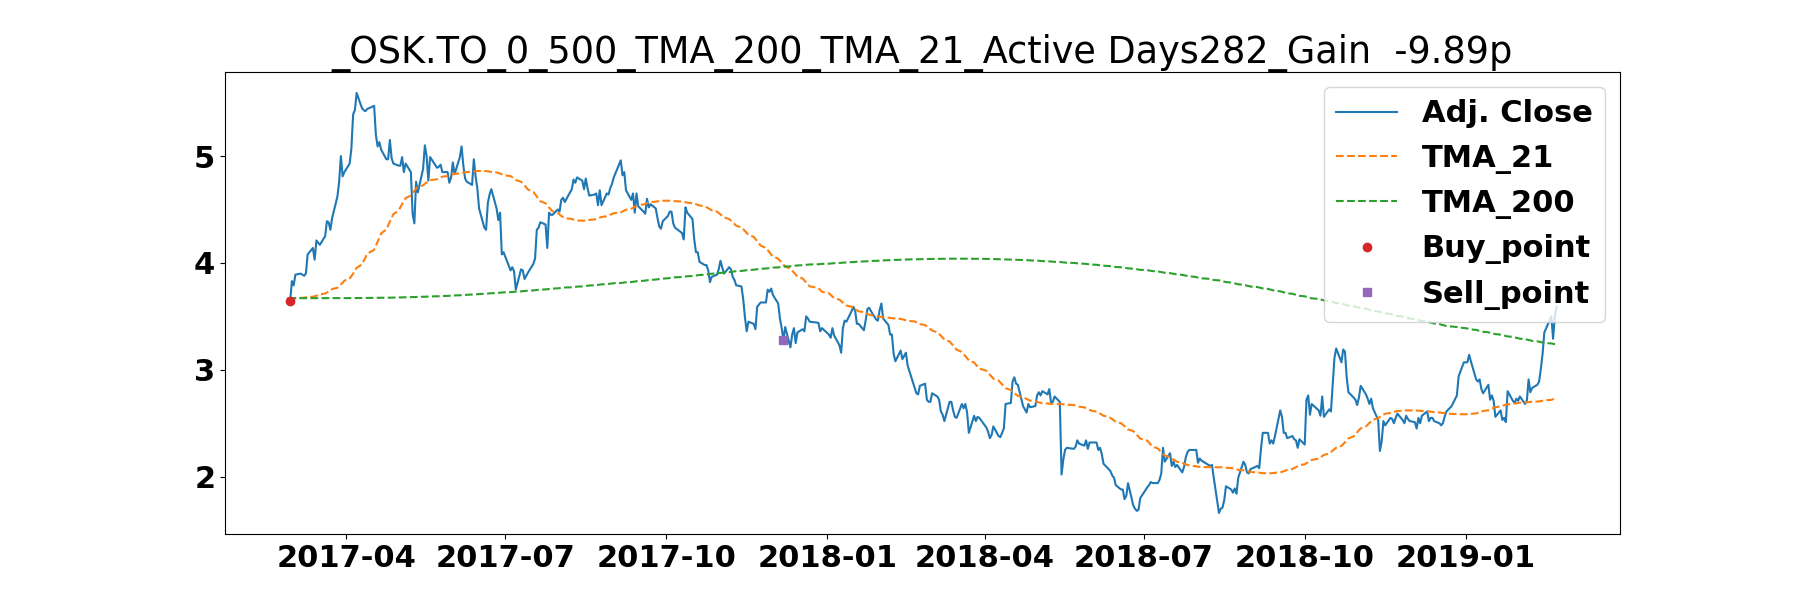 _OSK.TO_0_500_TMA_200_TMA_21_Active Days282_Gain  -9.89p
Adj. Close
TMA_21
TMA_200
Buy_point
Sell_point
5
4
3
2
2017-04 2017-07 2017-10 2018-01 2018-04 2018-07 2018-10 2019-01